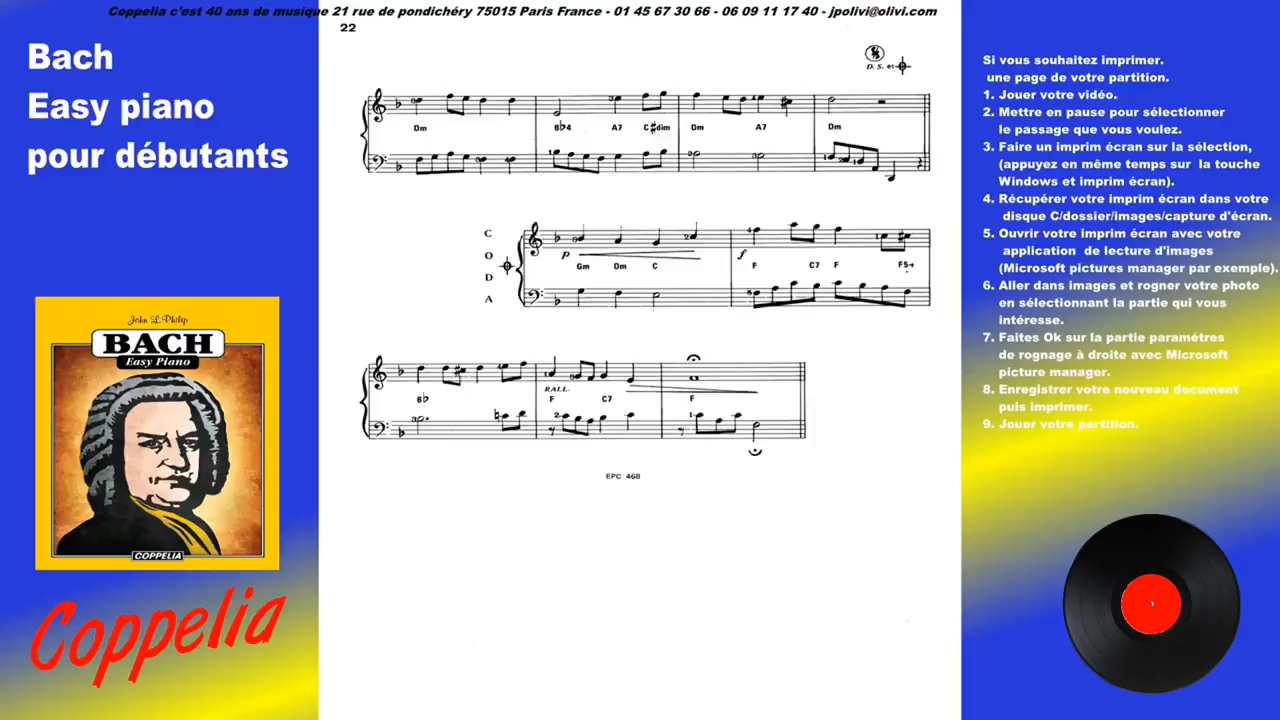 Coppelia c'est 40 ans de musique 21 rue de pondichéry 75015 Paris France - 01 45 67 30 66 - 06 09 11 17 40 - jpolivi@olivi.com
Bach
Easy piano
pour débutants
John L. Philip
BACH
Easy Piano
COPPELIA
Coppelia
22
D. S. et
Dm B♭4 A7 C#dim Dm A7 Dm
CODA
p f
Gm Dm C F C7 F F5+
RALL.
B♭ F C7 F
EPC 468
Si vous souhaitez imprimer.
une page de votre partition.
1. Jouer votre vidéo.
2. Mettre en pause pour sélectionner
le passage que vous voulez.
3. Faire un imprim écran sur la sélection,
(appuyez en même temps sur la touche
Windows et imprim écran).
4. Récupérer votre imprim écran dans votre
disque C/dossier/images/capture d'écran.
5. Ouvrir votre imprim écran avec votre
application de lecture d'images
(Microsoft pictures manager par exemple).
6. Aller dans images et rogner votre photo
en sélectionnant la partie qui vous
intéresse.
7. Faites Ok sur la partie paramétres
de rognage à droite avec Microsoft
picture manager.
8. Enregistrer votre nouveau document
puis imprimer.
9. Jouer votre partition.